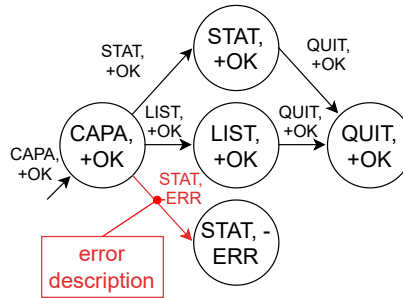 STAT,
+OK
STAT,
+OK
QUIT,
+OK
CAPA,
+OK
CAPA,
+OK
LIST,
+OK
LIST,
+OK
QUIT,
+OK
QUIT,
+OK
STAT,
-ERR
STAT, -
ERR
error
description